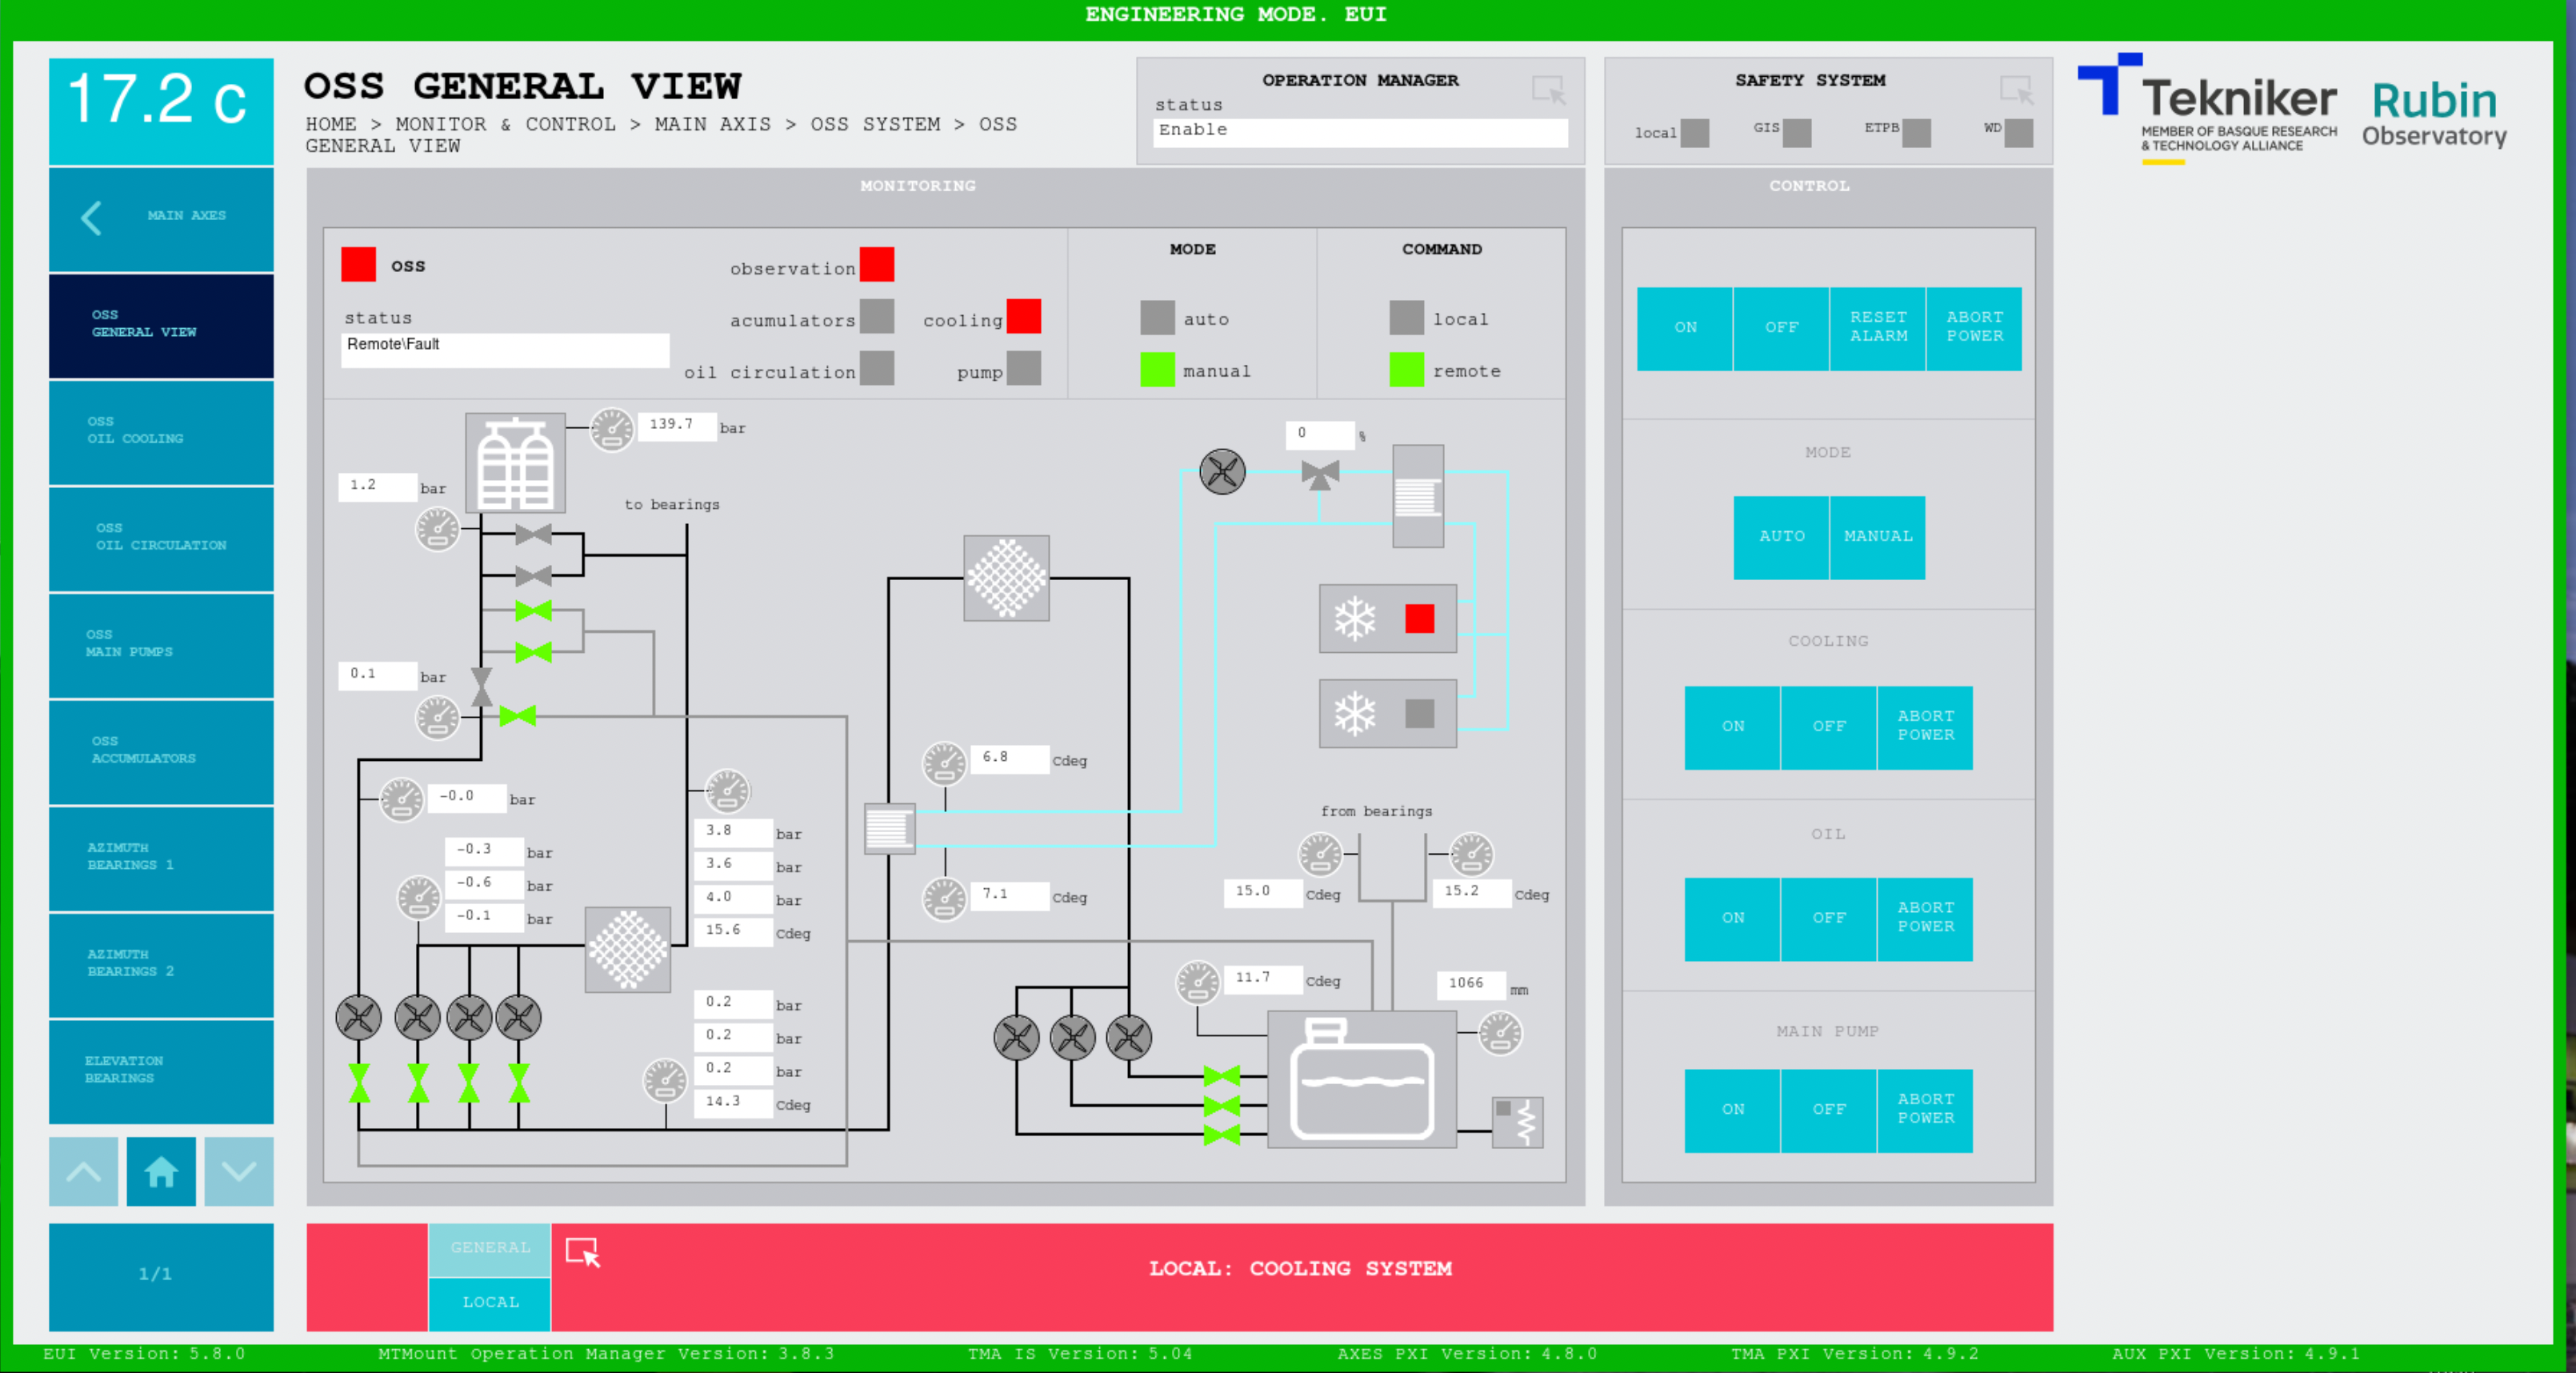 ENGINEERING MODE. EUI
17.2 c
OSS GENERAL VIEW
HOME > MONITOR & CONTROL > MAIN AXIS > OSS SYSTEM > OSS
GENERAL VIEW
OPERATION MANAGER
status
Enable
SAFETY SYSTEM
local
GIS
ETPB
WD
Tekniker
MEMBER OF BASQUE RESEARCH
& TECHNOLOGY ALLIANCE
Rubin
Observatory
MAIN AXES
OSS
GENERAL VIEW
OSS
OIL COOLING
OSS
OIL CIRCULATION
OSS
MAIN PUMPS
OSS
ACCUMULATORS
AZIMUTH
BEARINGS 1
AZIMUTH
BEARINGS 2
ELEVATION
BEARINGS
1/1
MONITORING
OSS
status
Remote\Fault
observation
acumulators
cooling
oil circulation
pump
MODE
auto
manual
COMMAND
local
remote
139.7 bar
1.2 bar
to bearings
0 %
0.1 bar
6.8 Cdeg
-0.0 bar
3.8 bar
3.6 bar
4.0 bar
15.6 Cdeg
-0.3 bar
-0.6 bar
-0.1 bar
7.1 Cdeg
from bearings
15.0 Cdeg
15.2 Cdeg
11.7 Cdeg
1066 mm
0.2 bar
0.2 bar
0.2 bar
14.3 Cdeg
CONTROL
ON
OFF
RESET
ALARM
ABORT
POWER
MODE
AUTO
MANUAL
COOLING
ON
OFF
ABORT
POWER
OIL
ON
OFF
ABORT
POWER
MAIN PUMP
ON
OFF
ABORT
POWER
GENERAL
LOCAL
LOCAL: COOLING SYSTEM
EUI Version: 5.8.0
MTMount Operation Manager Version: 3.8.3
TMA IS Version: 5.04
AXES PXI Version: 4.8.0
TMA PXI Version: 4.9.2
AUX PXI Version: 4.9.1